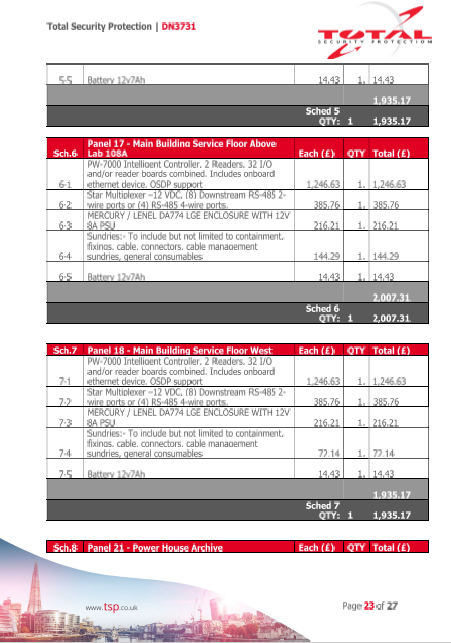 Total Security Protection | DN3731
TOTAL
SECURITY PROTECTION
5-5 Battery 12v7Ah 14.43 1. 14.43
1,935.17
Sched 5
QTY: 1 1,935.17
Panel 17 - Main Building Service Floor Above
Sch.6 Lab 108A Each (£) QTY Total (£)
PW-7000 Intelligent Controller. 2 Readers. 32 I/O
and/or reader boards combined. Includes onboard
6-1 ethernet device. OSDP support 1,246.63 1. 1,246.63
Star Multiplexer –12 VDC, (8) Downstream RS-485 2-
6-2 wire ports or (4) RS-485 4-wire ports. 385.76 1. 385.76
MERCURY / LENEL DA774 LGE ENCLOSURE WITH 12V
6-3 8A PSU 216.21 1. 216.21
Sundries:- To include but not limited to containment,
fixings. cable. connectors. cable management
6-4 sundries, general consumables 144.29 1. 144.29
6-5 Battery 12v7Ah 14.43 1. 14.43
2,007.31
Sched 6
QTY: 1 2,007.31
Sch.7 Panel 18 - Main Building Service Floor West Each (£) QTY Total (£)
PW-7000 Intelligent Controller. 2 Readers. 32 I/O
and/or reader boards combined. Includes onboard
7-1 ethernet device. OSDP support 1,246.63 1. 1,246.63
Star Multiplexer –12 VDC, (8) Downstream RS-485 2-
7-2 wire ports or (4) RS-485 4-wire ports. 385.76 1. 385.76
MERCURY / LENEL DA774 LGE ENCLOSURE WITH 12V
7-3 8A PSU 216.21 1. 216.21
Sundries:- To include but not limited to containment,
fixings. cable. connectors. cable management
7-4 sundries, general consumables 72.14 1. 72.14
7-5 Battery 12v7Ah 14.43 1. 14.43
1,935.17
Sched 7
QTY: 1 1,935.17
Sch.8 Panel 21 - Power House Archive Each (£) QTY Total (£)
www.tsp.co.uk Page 23 of 27